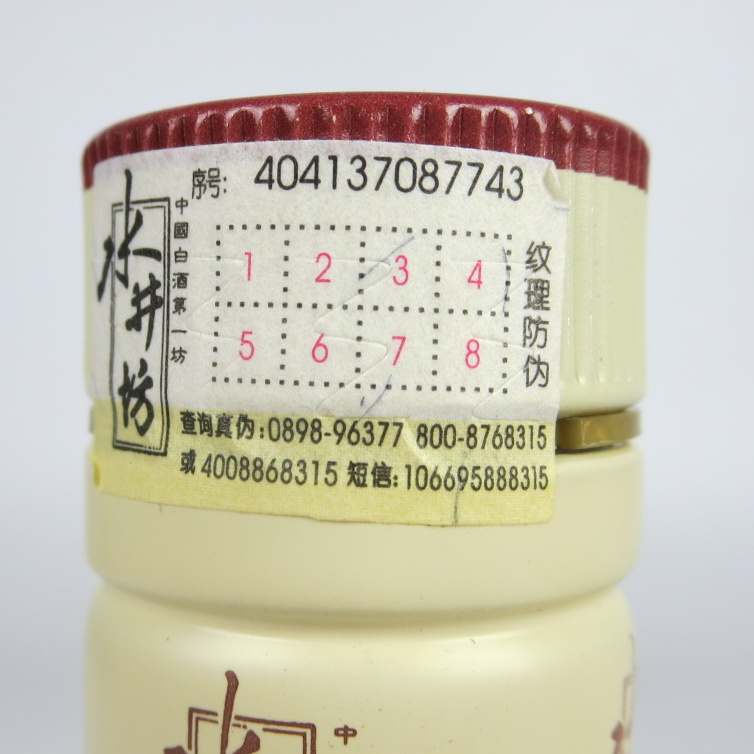 序号: 404137087743
水井坊
中國白酒第一坊
1 2 3 4
5 6 7 8
纹理防伪
查询真伪:0898-96377 800-8768315
或4008868315 短信:106695888315
水
中